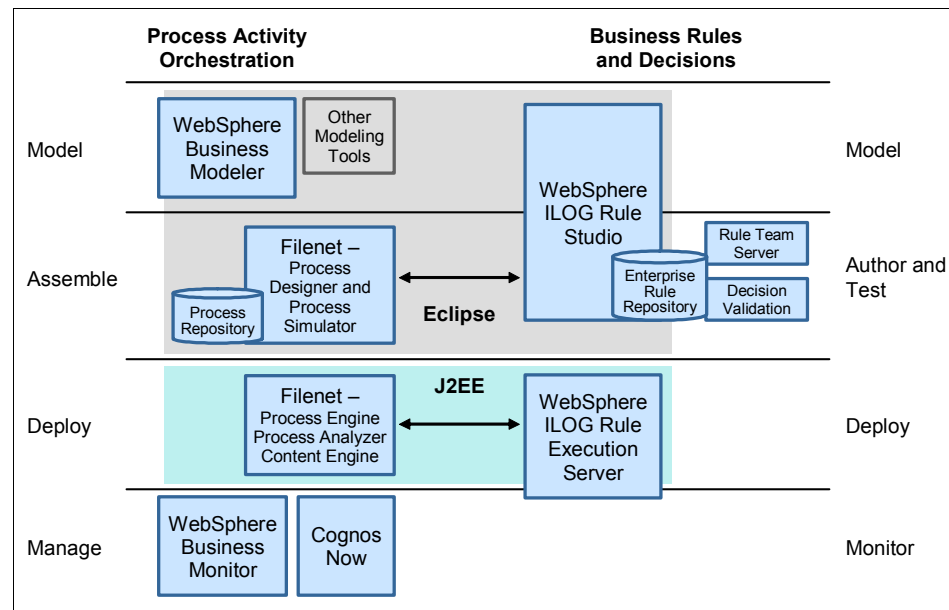 Process Activity
Orchestration
Business Rules
and Decisions
Model
WebSphere
Business
Modeler
Other
Modeling
Tools
WebSphere
ILOG Rule
Studio
Model
Assemble
Filenet –
Process
Designer and
Process
Simulator
Process
Repository
Eclipse
Enterprise
Rule
Repository
Rule Team
Server
Decision
Validation
Author and
Test
Deploy
Filenet –
Process Engine
Process Analyzer
Content Engine
J2EE
WebSphere
ILOG Rule
Execution
Server
Deploy
Manage
WebSphere
Business
Monitor
Cognos
Now
Monitor